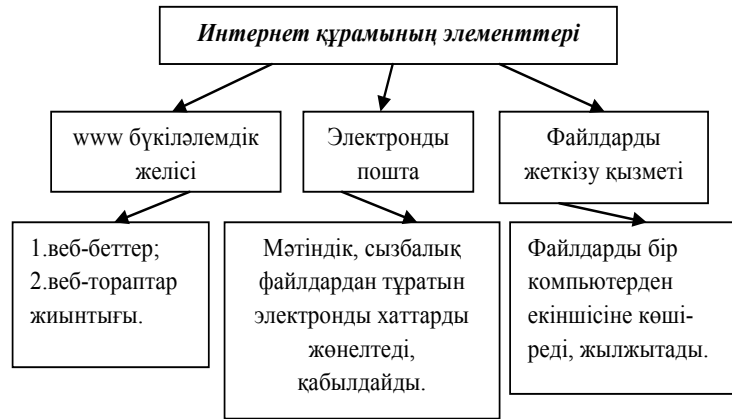 Интернет құрамының элементтері
www бүкіләлемдік
желісі
Электронды
пошта
Файлдарды
жеткізу қызметі
1.веб-беттер;
2.веб-тораптар
жиынтығы.
Мәтіндік, сызбалық
файлдардан тұратын
электронды хаттарды
жөнелтеді,
қабылдайды.
Файлдарды бір
компьютерден
екіншісіне көші-
реді, жылжытады.